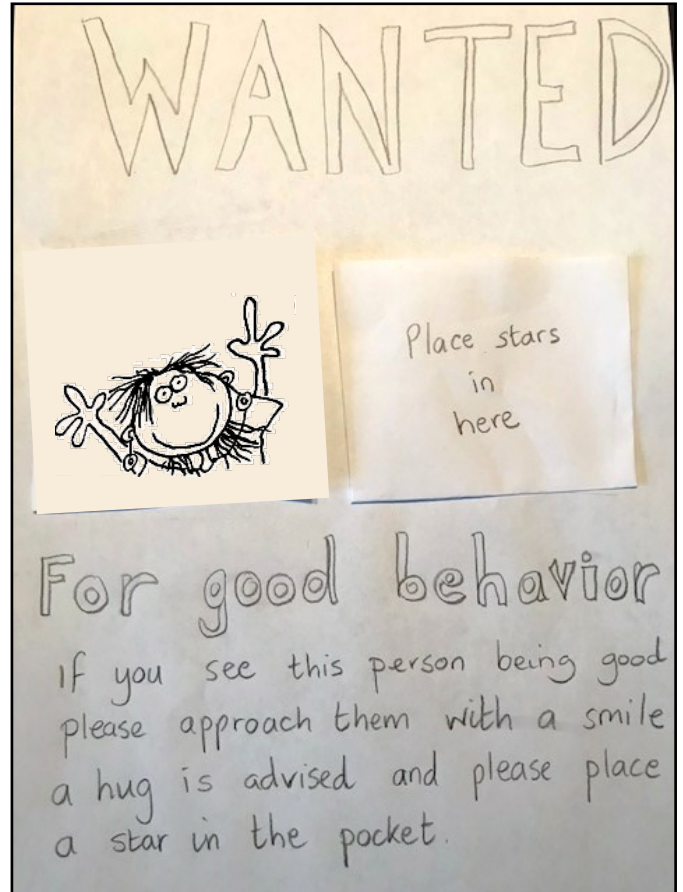 WANTED
Place stars
in
here
For good behavior
If you see this person being good
please approach them with a smile
a hug is advised and please place
a star in the pocket.